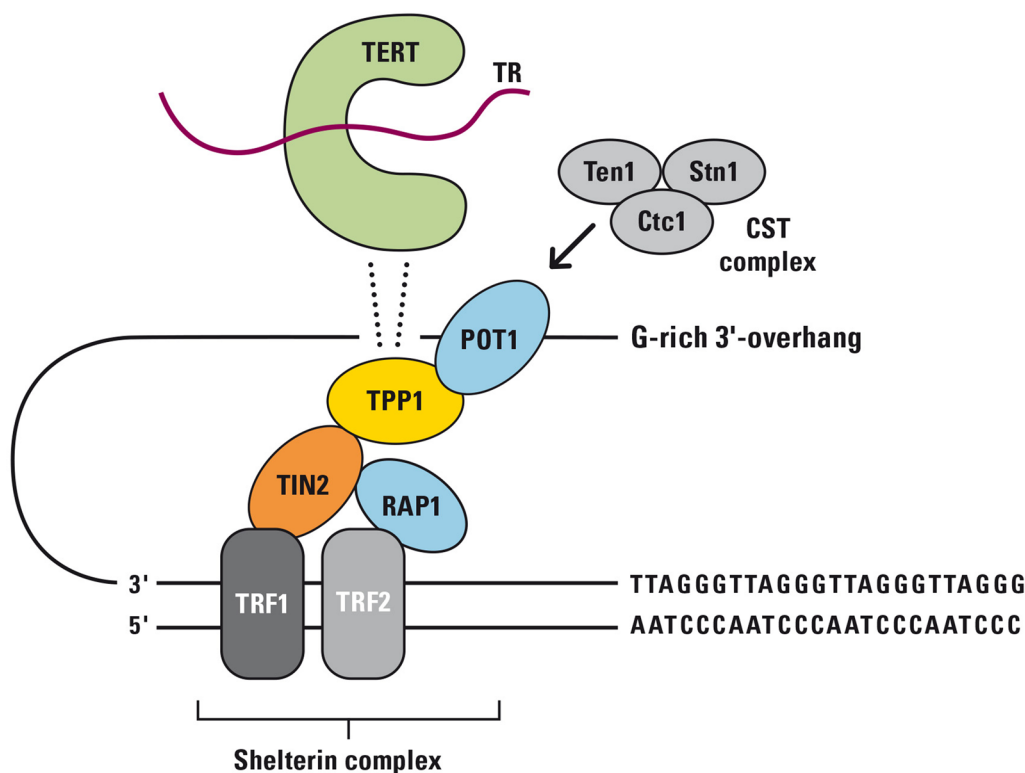 TERT
TR
Ten1
Stn1
Ctc1
CST
complex
POT1
G-rich 3'-overhang
TPP1
TIN2
RAP1
3'
TTAGGGTTAGGGTTAGGGTTAGGG
TRF1
TRF2
5'
AATCCCAATCCCAATCCCAATCCC
Shelterin complex